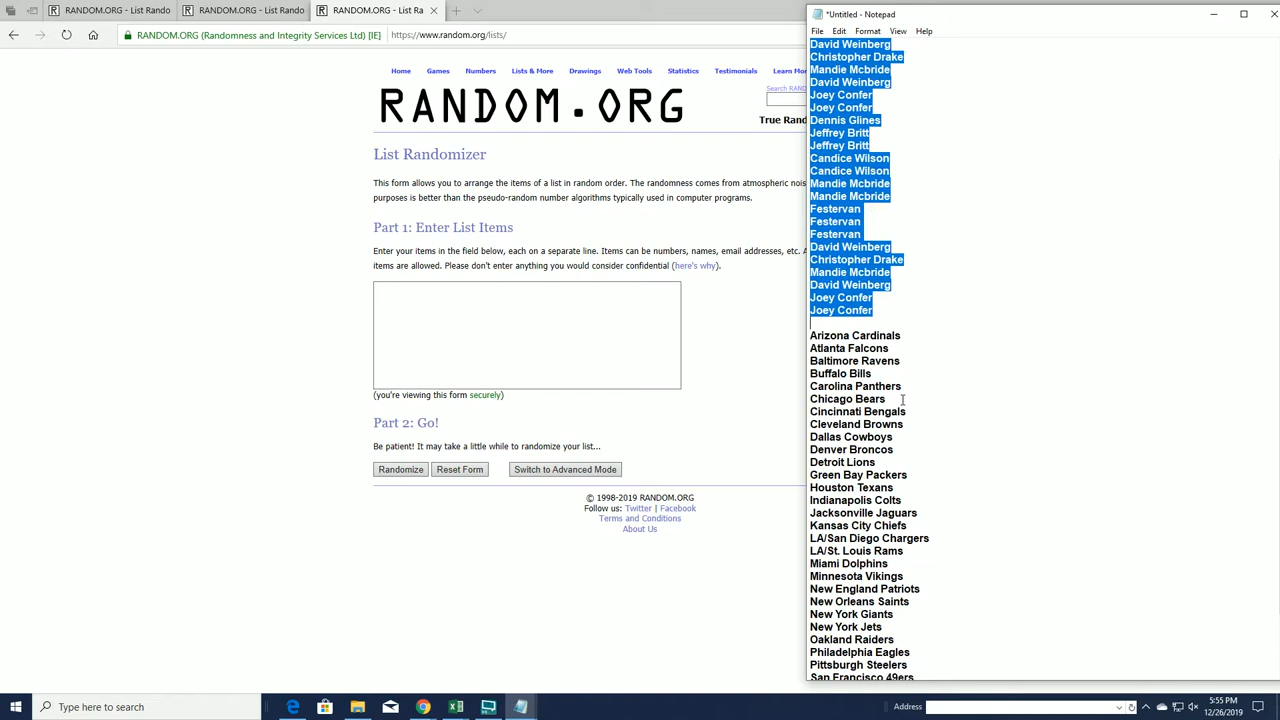 RANDOM.ORG - List Rando
RANDOM.ORG - List Rando
RANDOM.ORG - List Ra
RANDOM.ORG (Randomness and Integrity Services Ltd) [IE]
https://www.random.org/lists/
Home Games Numbers Lists & More Drawings Web Tools Statistics Testimonials Learn Mor
Search RAND
RANDOM.ORG
True Rand
List Randomizer
This form allows you to arrange the items of a list in random order. The randomness comes from atmospheric nois
purposes is better than the pseudo-random number algorithms typically used in computer programs.
Part 1: Enter List Items
Enter your items in the field below, each on a separate line. Items can be numbers, names, email addresses, etc. A
items are allowed. Please don't enter anything you would consider confidential (here's why).
(you're viewing this form securely)
Part 2: Go!
Be patient! It may take a little while to randomize your list...
Randomize Reset Form Switch to Advanced Mode
© 1998-2019 RANDOM.ORG
Follow us: Twitter | Facebook
Terms and Conditions
About Us
*Untitled - Notepad
File Edit Format View Help
David Weinberg
Christopher Drake
Mandie Mcbride
David Weinberg
Joey Confer
Joey Confer
Dennis Glines
Jeffrey Britt
Jeffrey Britt
Candice Wilson
Candice Wilson
Mandie Mcbride
Mandie Mcbride
Festervan
Festervan
Festervan
David Weinberg
Christopher Drake
Mandie Mcbride
David Weinberg
Joey Confer
Joey Confer
Arizona Cardinals
Atlanta Falcons
Baltimore Ravens
Buffalo Bills
Carolina Panthers
Chicago Bears
Cincinnati Bengals
Cleveland Browns
Dallas Cowboys
Denver Broncos
Detroit Lions
Green Bay Packers
Houston Texans
Indianapolis Colts
Jacksonville Jaguars
Kansas City Chiefs
LA/San Diego Chargers
LA/St. Louis Rams
Miami Dolphins
Minnesota Vikings
New England Patriots
New Orleans Saints
New York Giants
New York Jets
Oakland Raiders
Philadelphia Eagles
Pittsburgh Steelers
San Francisco 49ers
Type here to search
Address
5:55 PM
12/26/2019